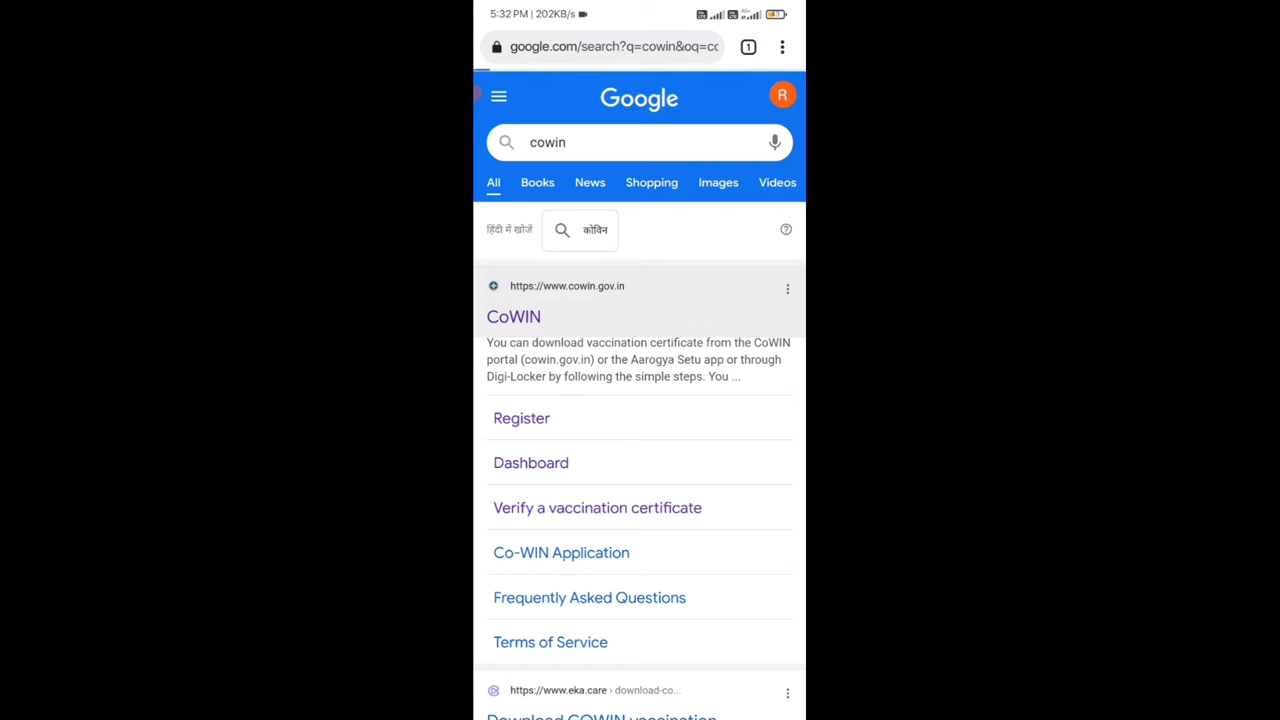 5:32 PM | 202KB/s
google.com/search?q=cowin&oq=cc
1
Google
R
cowin
All Books News Shopping Images Videos
हिंदी में खोजें कोविन
https://www.cowin.gov.in
CoWIN
You can download vaccination certificate from the CoWIN
portal (cowin.gov.in) or the Aarogya Setu app or through
Digi-Locker by following the simple steps. You ...
Register
Dashboard
Verify a vaccination certificate
Co-WIN Application
Frequently Asked Questions
Terms of Service
https://www.eka.care › download-co...
Download COWIN vaccination